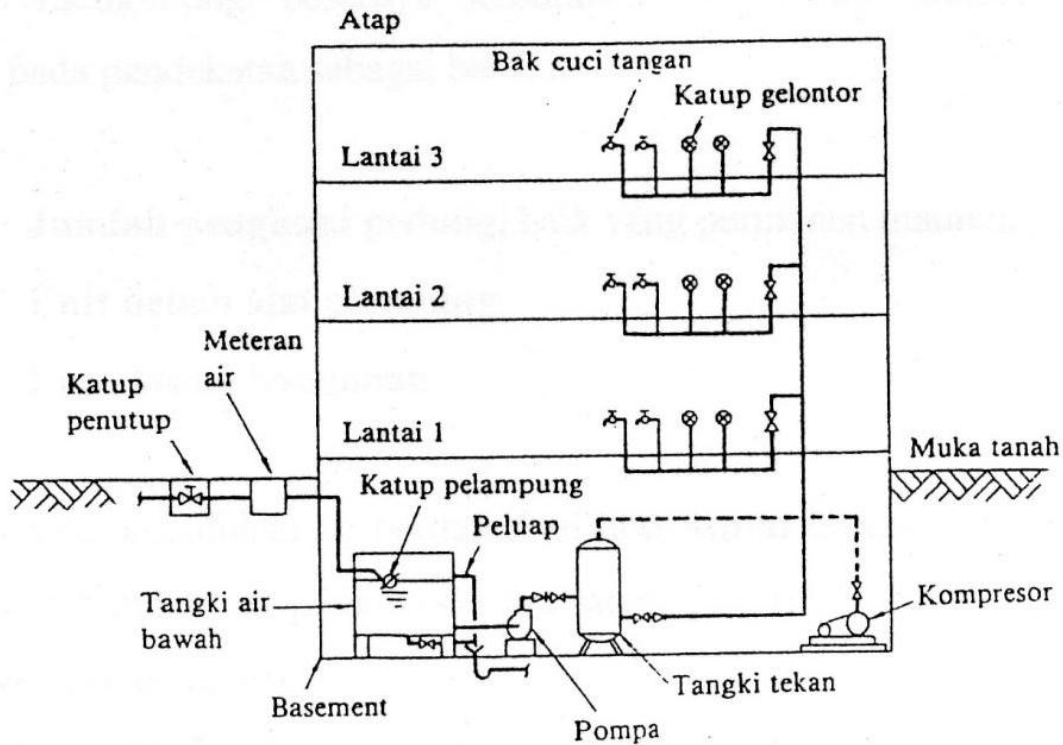 Atap
Bak cuci tangan
Katup gelontor
Lantai 3
Lantai 2
Meteran
air
Katup
penutup
Lantai 1
Muka tanah
Katup pelampung
Peluap
Tangki air
bawah
Kompresor
Tangki tekan
Basement
Pompa